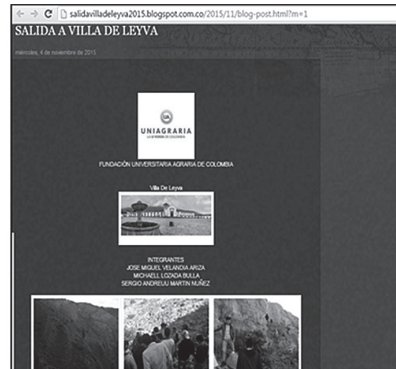 salidavilladeleyva2015.blogspot.com.co/2015/11/blog-post.html?m=1
SALIDA A VILLA DE LEYVA
miércoles, 4 de noviembre de 2015
UNIAGRARIA
FUNDACIÓN UNIVERSITARIA AGRARIA DE COLOMBIA
Villa De Leyva
INTEGRANTES
JOSE MIGUEL VELANDIA ARIZA
MICHAELL LOZADA BULLA
SERGIO ANDREUU MARTIN NUÑEZ